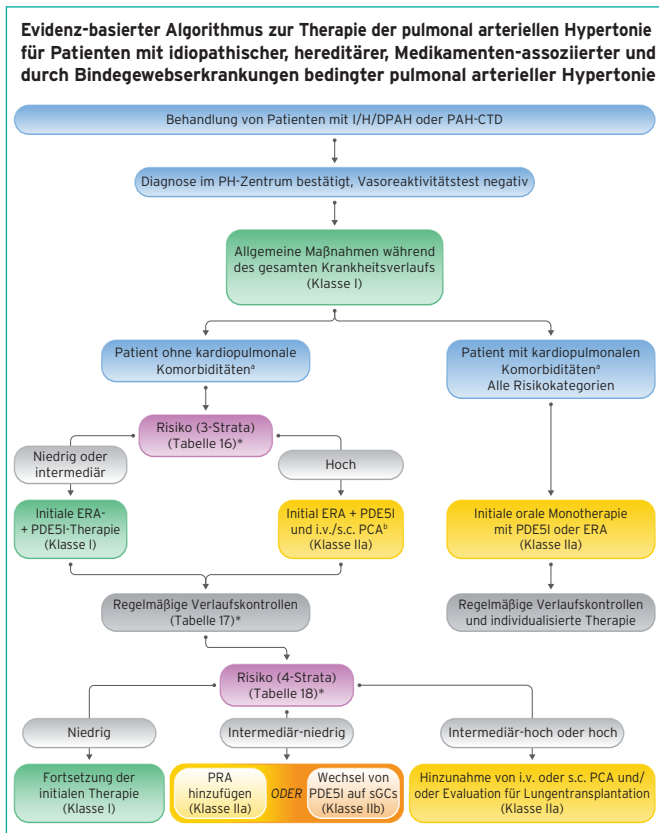 Evidenz-basierter Algorithmus zur Therapie der pulmonal arteriellen Hypertonie
für Patienten mit idiopathischer, hereditärer, Medikamenten-assoziierter und
durch Bindegewebserkrankungen bedingter pulmonal arterieller Hypertonie
Behandlung von Patienten mit I/H/DPAH oder PAH-CTD
Diagnose im PH-Zentrum bestätigt, Vasoreaktivitätstest negativ
Allgemeine Maßnahmen während
des gesamten Krankheitsverlaufs
(Klasse I)
Patient ohne kardiopulmonale
Komorbiditätenᵃ
Patient mit kardiopulmonalen
Komorbiditätenᵃ
Alle Risikokategorien
Risiko (3-Strata)
(Tabelle 16)*
Niedrig oder
intermediär
Hoch
Initiale ERA-
+ PDE5I-Therapie
(Klasse I)
Initial ERA + PDE5I
und i.v./s.c. PCAᵇ
(Klasse IIa)
Initiale orale Monotherapie
mit PDE5I oder ERA
(Klasse IIa)
Regelmäßige Verlaufskontrollen
(Tabelle 17)*
Regelmäßige Verlaufskontrollen
und individualisierte Therapie
Risiko (4-Strata)
(Tabelle 18)*
Niedrig
Intermediär-niedrig
Intermediär-hoch oder hoch
Fortsetzung der
initialen Therapie
(Klasse I)
PRA
hinzufügen
(Klasse IIa)
ODER
Wechsel von
PDE5I auf sGCs
(Klasse IIb)
Hinzunahme von i.v. oder s.c. PCA und/
oder Evaluation für Lungentransplantation
(Klasse IIa)